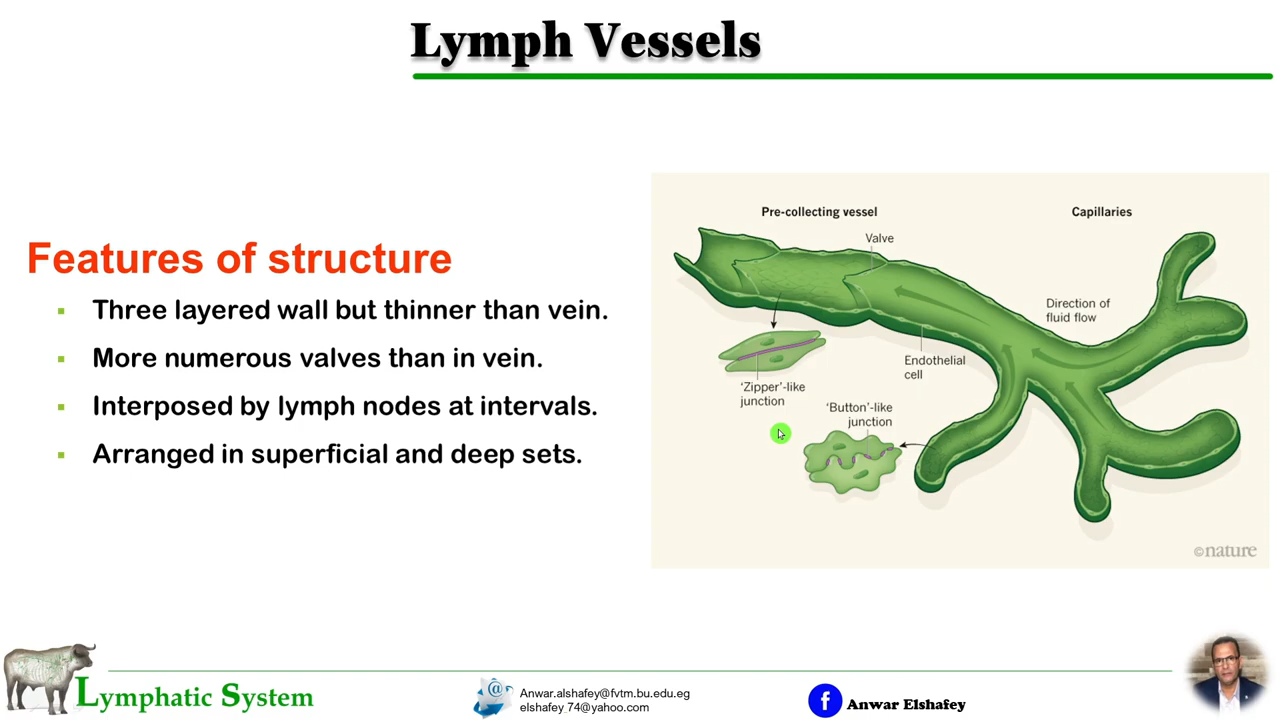 Lymph Vessels
Features of structure
▪ Three layered wall but thinner than vein.
▪ More numerous valves than in vein.
▪ Interposed by lymph nodes at intervals.
▪ Arranged in superficial and deep sets.
Pre-collecting vessel
Capillaries
Valve
Direction of
fluid flow
Endothelial
cell
'Zipper'-like
junction
'Button'-like
junction
©nature
Lymphatic System
Anwar.alshafey@fvtm.bu.edu.eg
elshafey_74@yahoo.com
Anwar Elshafey